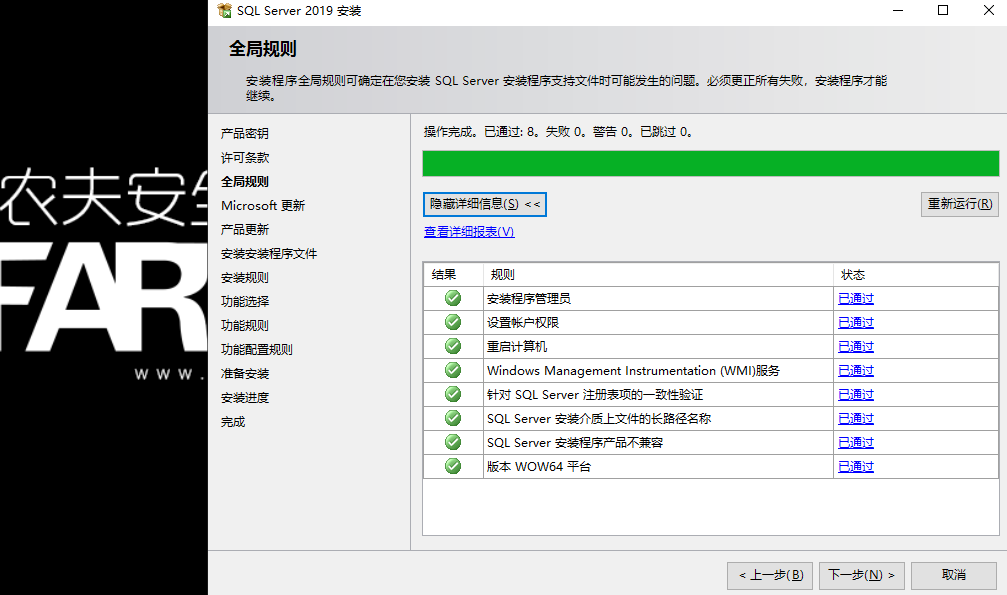 SQL Server 2019 安装
全局规则
安装程序全局规则可确定在您安装 SQL Server 安装程序支持文件时可能发生的问题。必须更正所有失败，安装程序才能
继续。
产品密钥
许可条款
全局规则
Microsoft 更新
产品更新
安装安装程序文件
安装规则
功能选择
功能规则
功能配置规则
准备安装
安装进度
完成
操作完成。已通过: 8。失败 0。警告 0。已跳过 0。
隐藏详细信息(S) <<
重新运行(R)
查看详细报表(V)
结果 规则 状态
安装程序管理员 已通过
设置帐户权限 已通过
重启计算机 已通过
Windows Management Instrumentation (WMI)服务 已通过
针对 SQL Server 注册表项的一致性验证 已通过
SQL Server 安装介质上文件的长路径名称 已通过
SQL Server 安装程序产品不兼容 已通过
版本 WOW64 平台 已通过
< 上一步(B) 下一步(N) > 取消
农夫安
FAR
www.